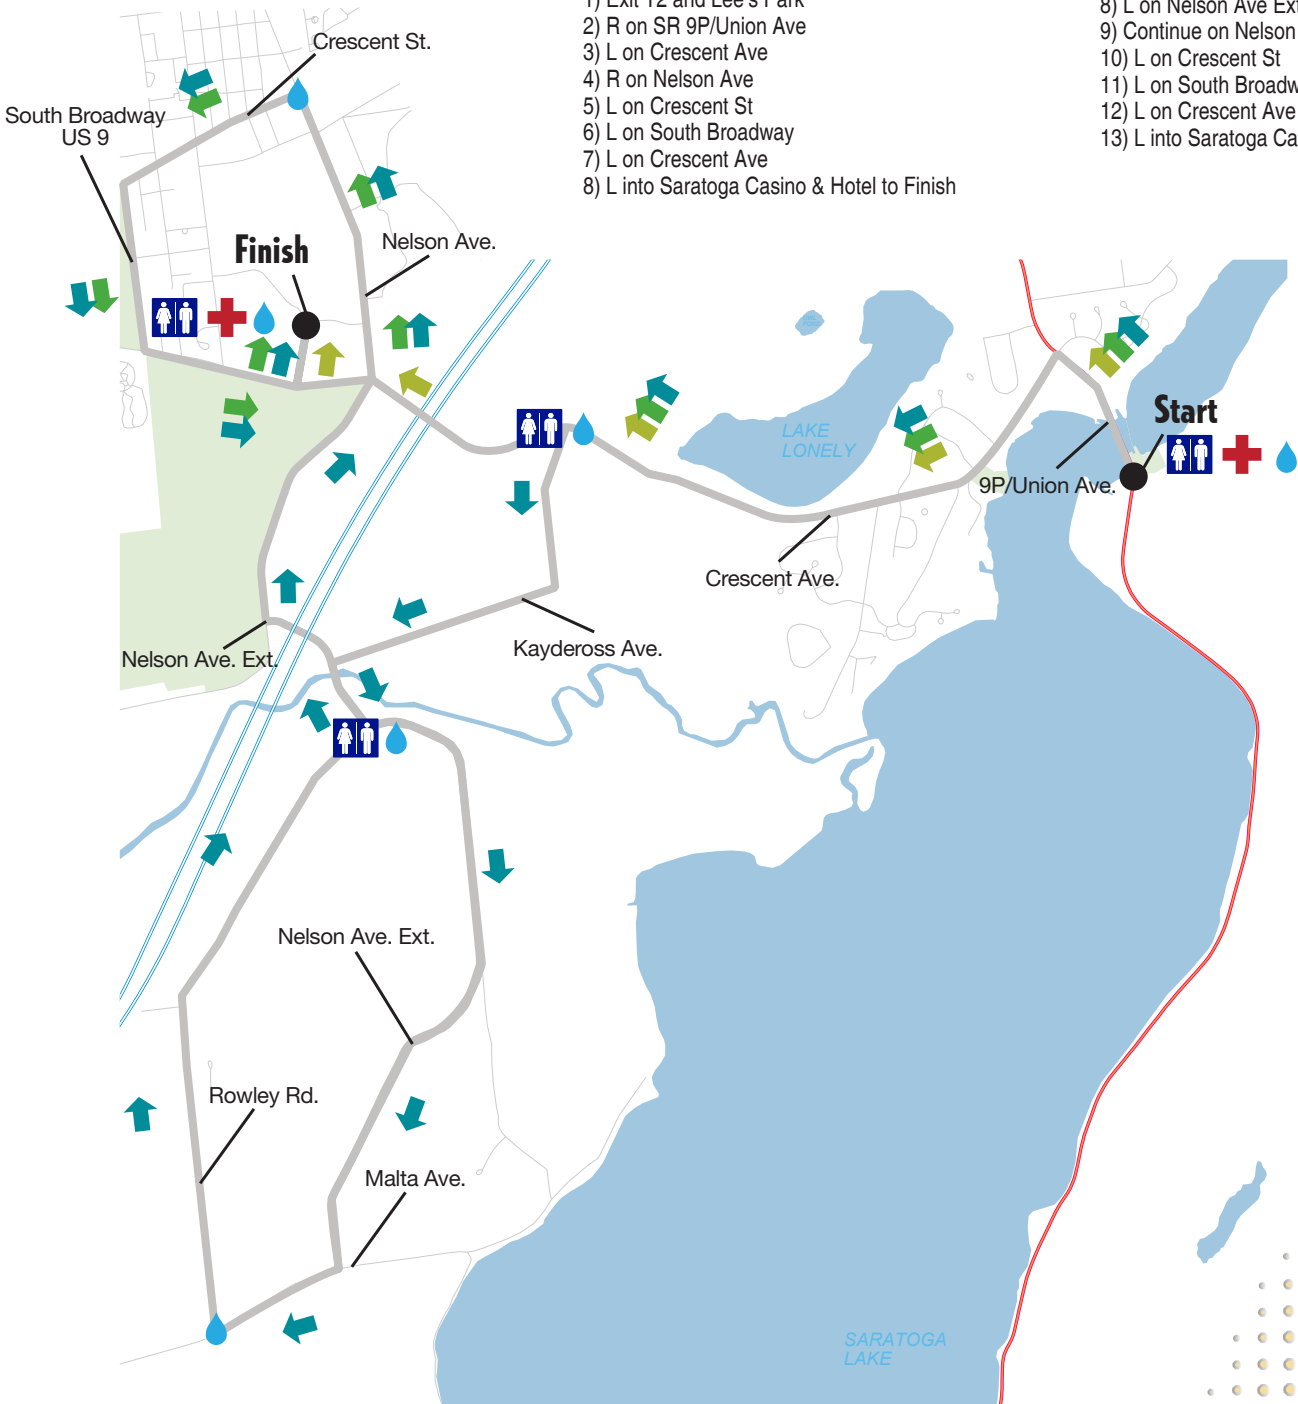 1) Exit 12 and Lee's Park
2) R on SR 9P/Union Ave
3) L on Crescent Ave
4) R on Nelson Ave
5) L on Crescent St
6) L on South Broadway
7) L on Crescent Ave
8) L into Saratoga Casino & Hotel to Finish
8) L on Nelson Ave Ext
9) Continue on Nelson
10) L on Crescent St
11) L on South Broadw
12) L on Crescent Ave
13) L into Saratoga Ca
Crescent St.
South Broadway
US 9
Finish
Nelson Ave.
LAKE
LONELY
Start
9P/Union Ave.
Crescent Ave.
Kaydeross Ave.
Nelson Ave. Ext.
Nelson Ave. Ext.
Rowley Rd.
Malta Ave.
SARATOGA
LAKE